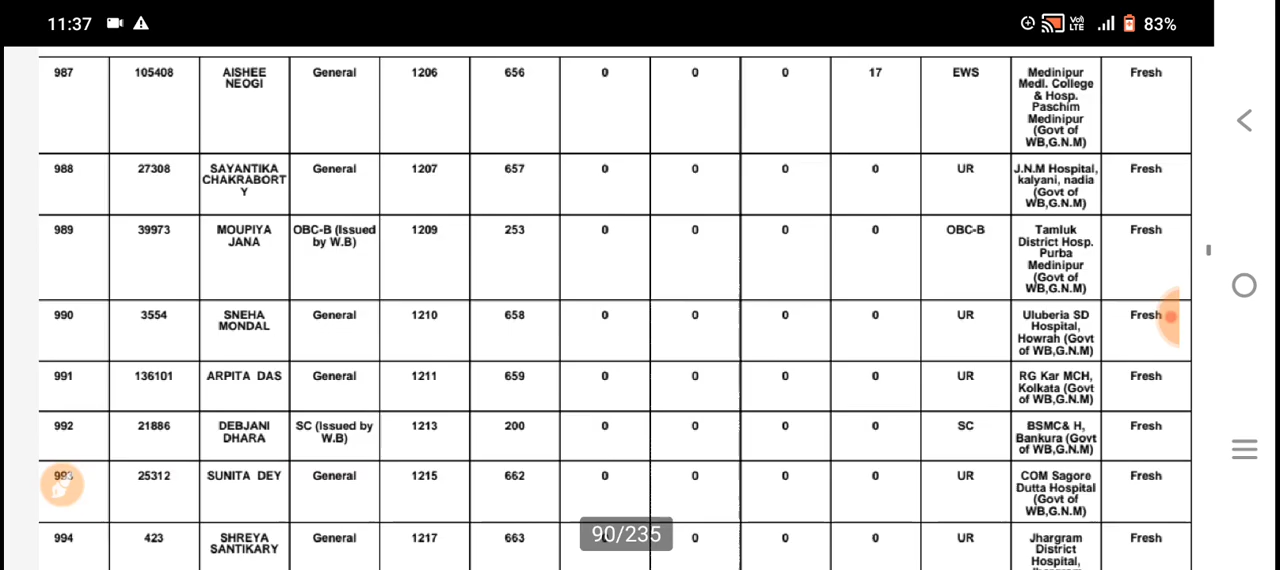 11:37 Vo) LTE 83%
987 105408 AISHEE NEOGI General 1206 656 0 0 0 17 EWS Medinipur Medl. College & Hosp. Paschim Medinipur (Govt of WB,G.N.M) Fresh
988 27308 SAYANTIKA CHAKRABORT Y General 1207 657 0 0 0 0 UR J.N.M Hospital, kalyani, nadia (Govt of WB,G.N.M) Fresh
989 39973 MOUPIYA JANA OBC-B (Issued by W.B) 1209 253 0 0 0 0 OBC-B Tamluk District Hosp. Purba Medinipur (Govt of WB,G.N.M) Fresh
990 3554 SNEHA MONDAL General 1210 658 0 0 0 0 UR Uluberia SD Hospital, Howrah (Govt of WB,G.N.M) Fresh
991 136101 ARPITA DAS General 1211 659 0 0 0 0 UR RG Kar MCH, Kolkata (Govt of WB,G.N.M) Fresh
992 21886 DEBJANI DHARA SC (Issued by W.B) 1213 200 0 0 0 0 SC BSMC& H, Bankura (Govt of WB,G.N.M) Fresh
993 25312 SUNITA DEY General 1215 662 0 0 0 0 UR COM Sagore Dutta Hospital (Govt of WB,G.N.M) Fresh
994 423 SHREYA SANTIKARY General 1217 663 0 0 0 UR Jhargram District Hospital, Fresh
90/235